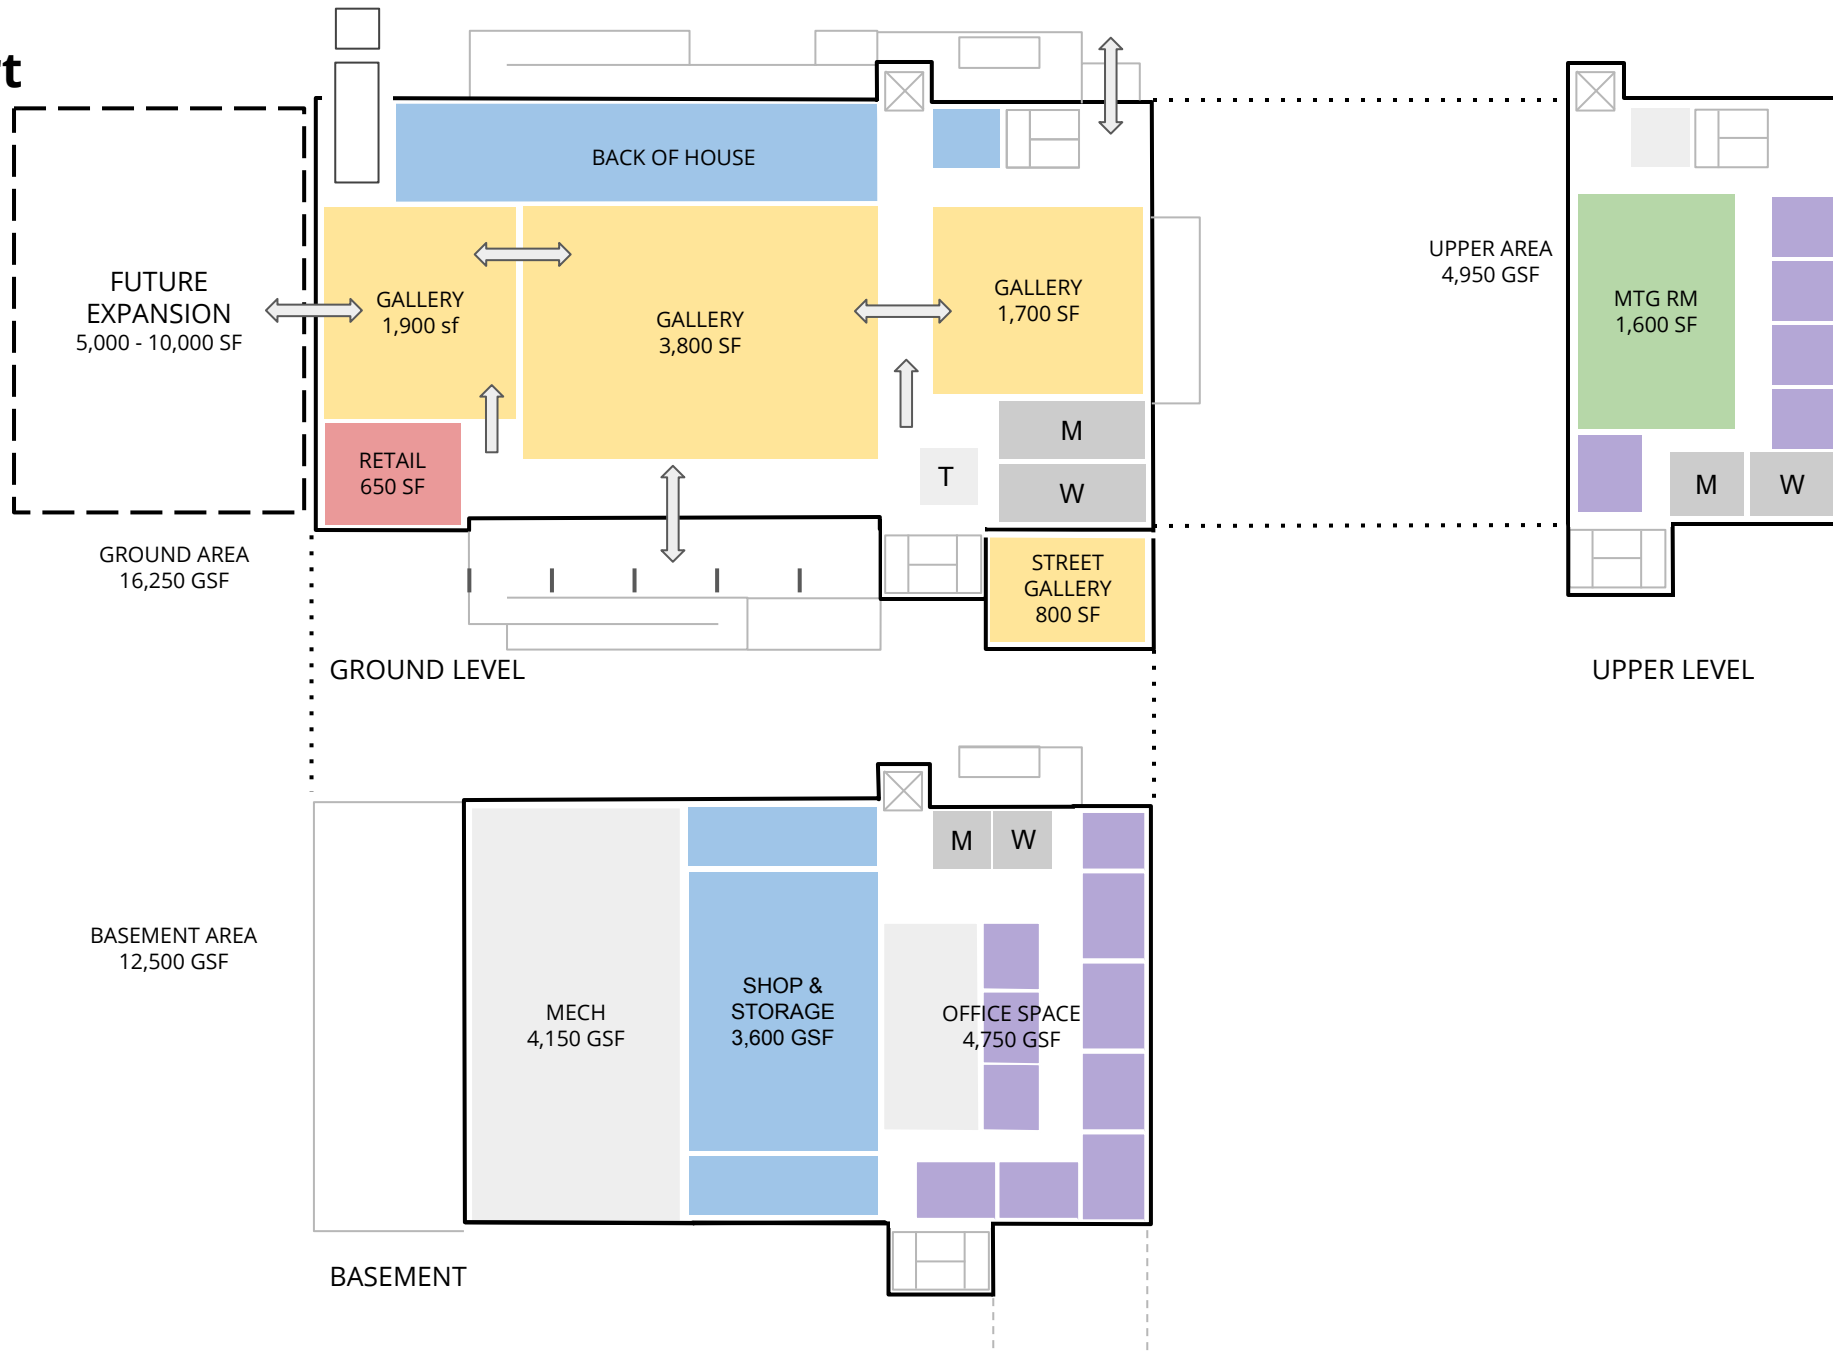 t
BACK OF HOUSE
FUTURE
EXPANSION
5,000 - 10,000 SF
GALLERY
1,900 sf
GALLERY
3,800 SF
GALLERY
1,700 SF
UPPER AREA
4,950 GSF
MTG RM
1,600 SF
RETAIL
650 SF
T
M
W
M
W
GROUND AREA
16,250 GSF
STREET
GALLERY
800 SF
GROUND LEVEL
UPPER LEVEL
M
W
BASEMENT AREA
12,500 GSF
MECH
4,150 GSF
SHOP &
STORAGE
3,600 GSF
OFFICE SPACE
4,750 GSF
BASEMENT